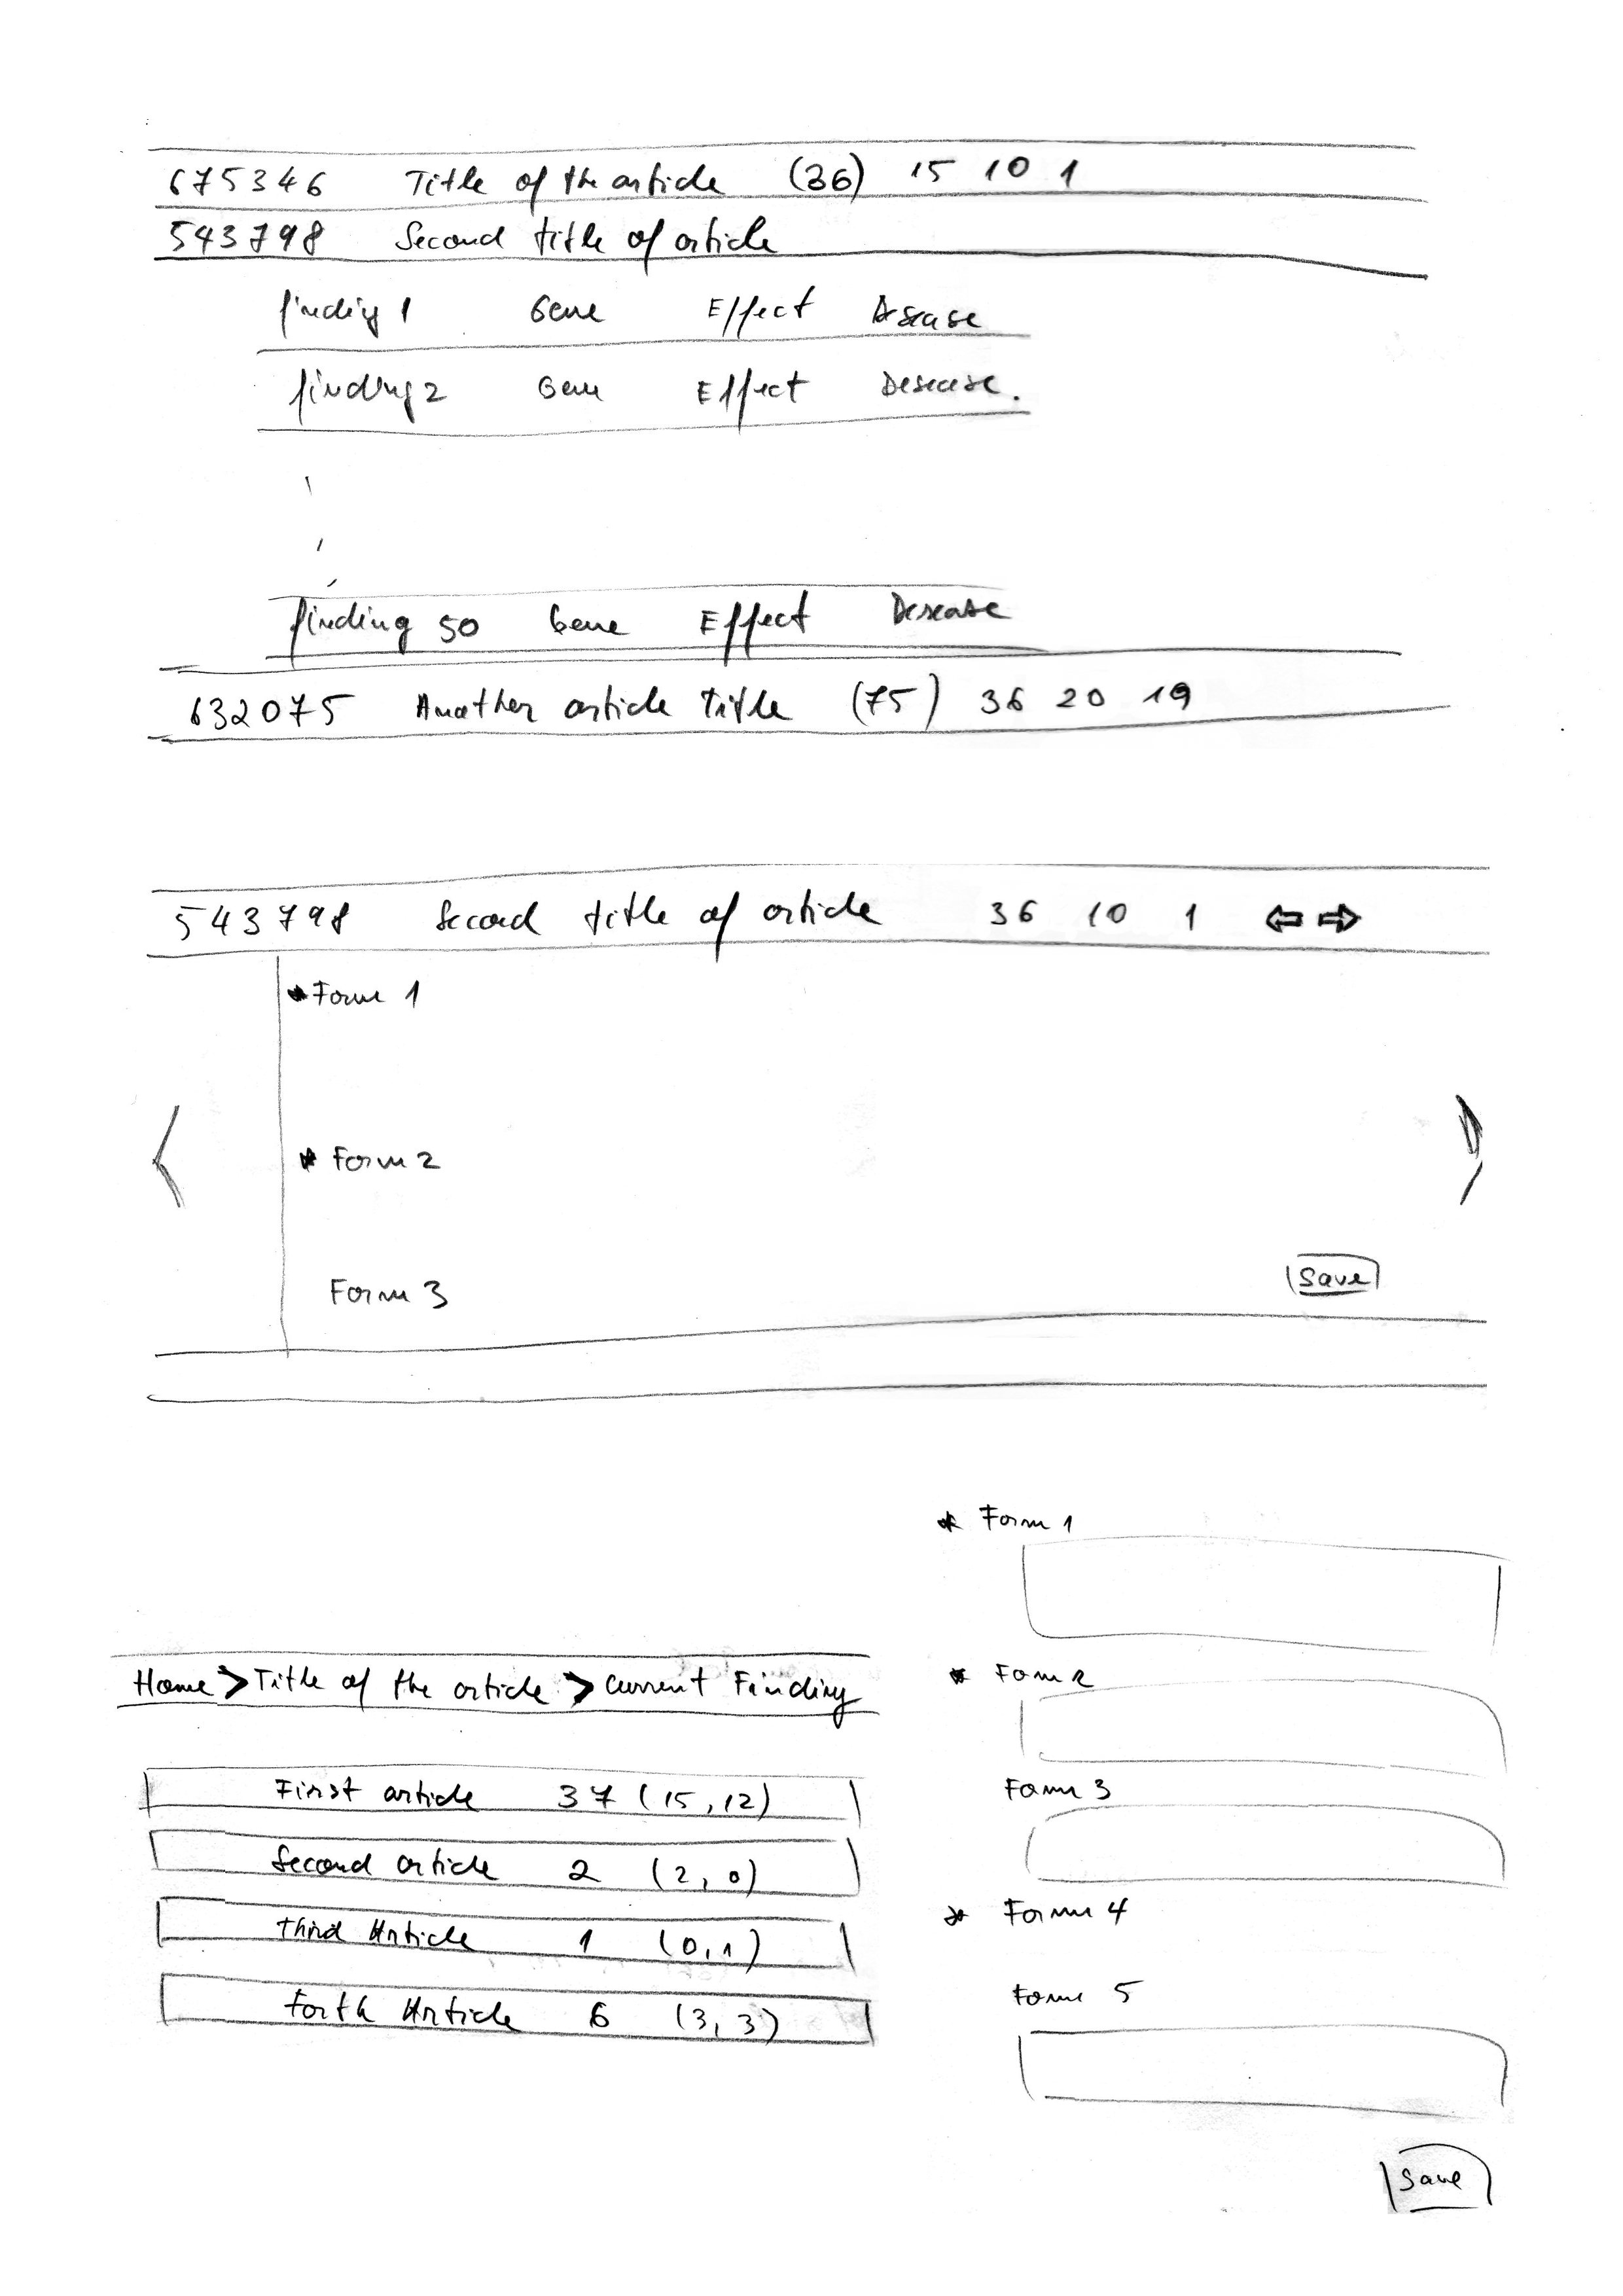 675346 Title of the article (36) 15 10 1
543798 Second title of article
finding 1 Gene Effect Disease
finding 2 Gene Effect Desease.
finding 50 Gene Effect Desease
632075 Another article Title (75) 36 20 19
543798 Second title of article 36 10 1 ⇦ ⇨
* Form 1
* Form 2
Form 3
Save
Home > Title of the article > Current Finding
First article 37 (15, 12)
Second article 2 (2, 0)
Third Article 1 (0, 1)
Forth Article 6 (3, 3)
* Form 1
* Form 2
Form 3
* Form 4
Form 5
Save